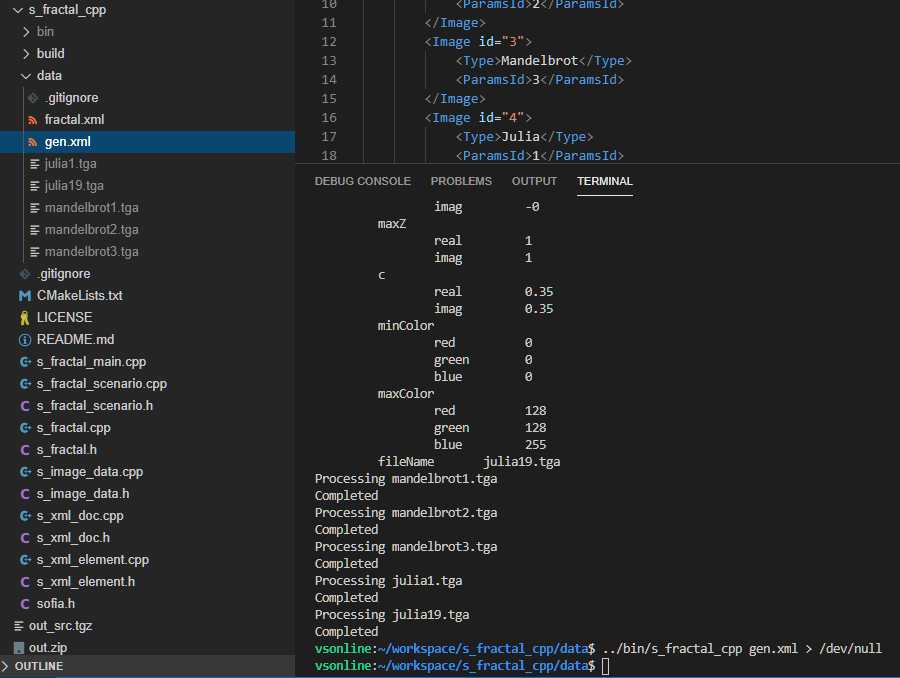 s_fractal_cpp
bin
build
data
.gitignore
fractal.xml
gen.xml
julia1.tga
julia19.tga
mandelbrot1.tga
mandelbrot2.tga
mandelbrot3.tga
.gitignore
CMakeLists.txt
LICENSE
README.md
s_fractal_main.cpp
s_fractal_scenario.cpp
s_fractal_scenario.h
s_fractal.cpp
s_fractal.h
s_image_data.cpp
s_image_data.h
s_xml_doc.cpp
s_xml_doc.h
s_xml_element.cpp
s_xml_element.h
sofia.h
out_src.tgz
out.zip
OUTLINE
10 <ParamsId>2</ParamsId>
11 </Image>
12 <Image id="3">
13 <Type>Mandelbrot</Type>
14 <ParamsId>3</ParamsId>
15 </Image>
16 <Image id="4">
17 <Type>Julia</Type>
18 <ParamsId>1</ParamsId>
DEBUG CONSOLE PROBLEMS OUTPUT TERMINAL
imag -0
maxZ
real 1
imag 1
c
real 0.35
imag 0.35
minColor
red 0
green 0
blue 0
maxColor
red 128
green 128
blue 255
fileName julia19.tga
Processing mandelbrot1.tga
Completed
Processing mandelbrot2.tga
Completed
Processing mandelbrot3.tga
Completed
Processing julia1.tga
Completed
Processing julia19.tga
Completed
vsonline:~/workspace/s_fractal_cpp/data$ ../bin/s_fractal_cpp gen.xml > /dev/null
vsonline:~/workspace/s_fractal_cpp/data$